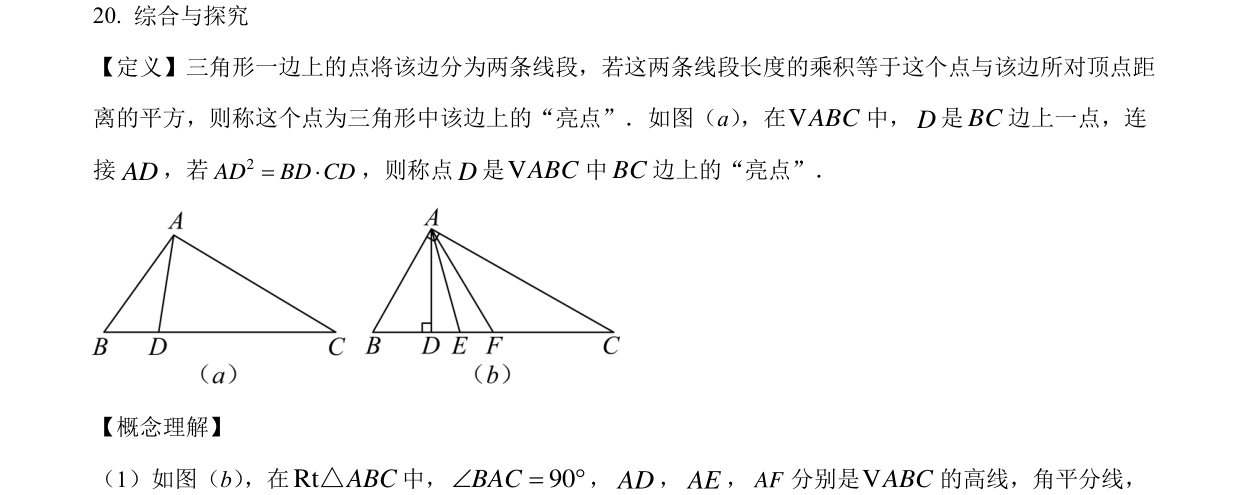 20. 综合与探究
【定义】三角形一边上的点将该边分为两条线段，若这两条线段长度的乘积等于这个点与该边所对顶点距
离的平方，则称这个点为三角形中该边上的“亮点”．如图（a），在VABC中，D是BC边上一点，连
接AD，若AD²=BD·CD，则称点D是VABC中BC边上的“亮点”．
A
B D C
（a）
A
B D E F C
（b）
【概念理解】
（1）如图（b），在Rt△ABC中，∠BAC=90°，AD，AE，AF分别是VABC的高线，角平分线，